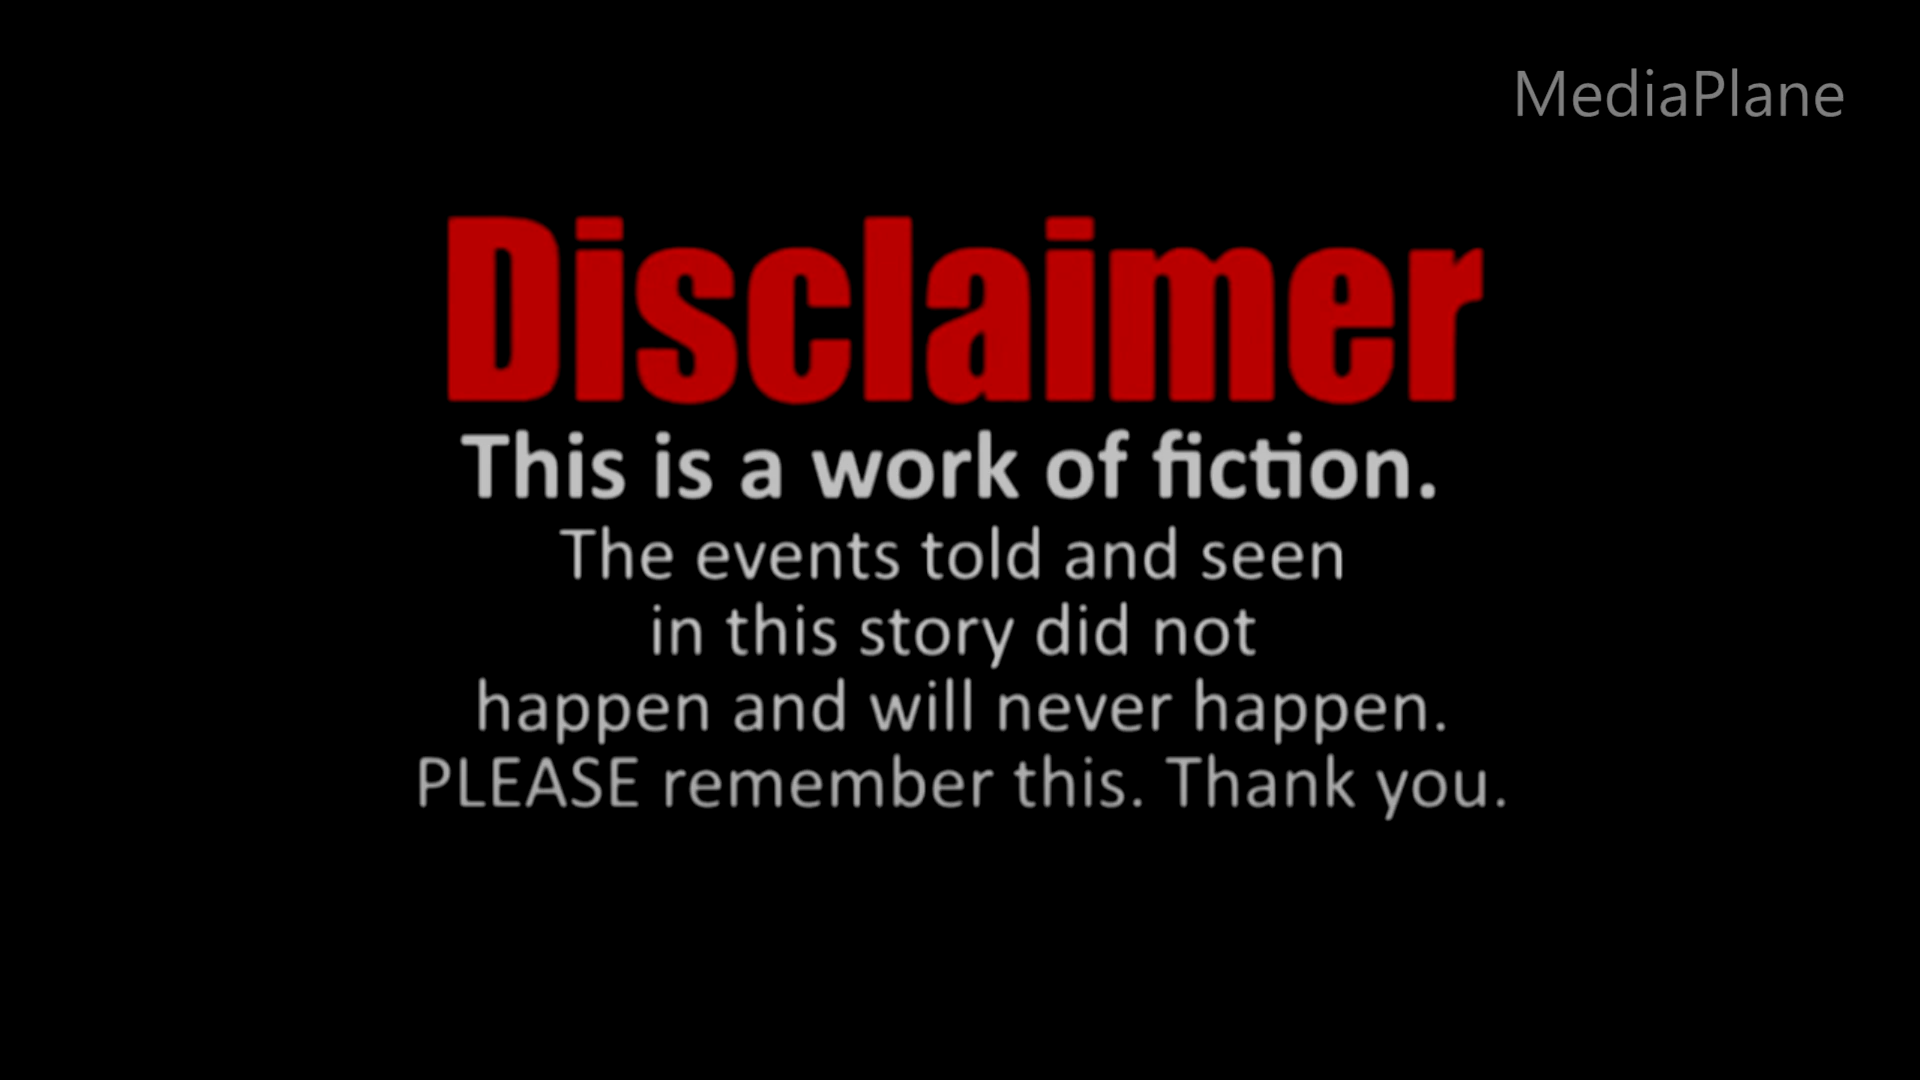 MediaPlane
Disclaimer
This is a work of fiction.
The events told and seen
in this story did not
happen and will never happen.
PLEASE remember this. Thank you.